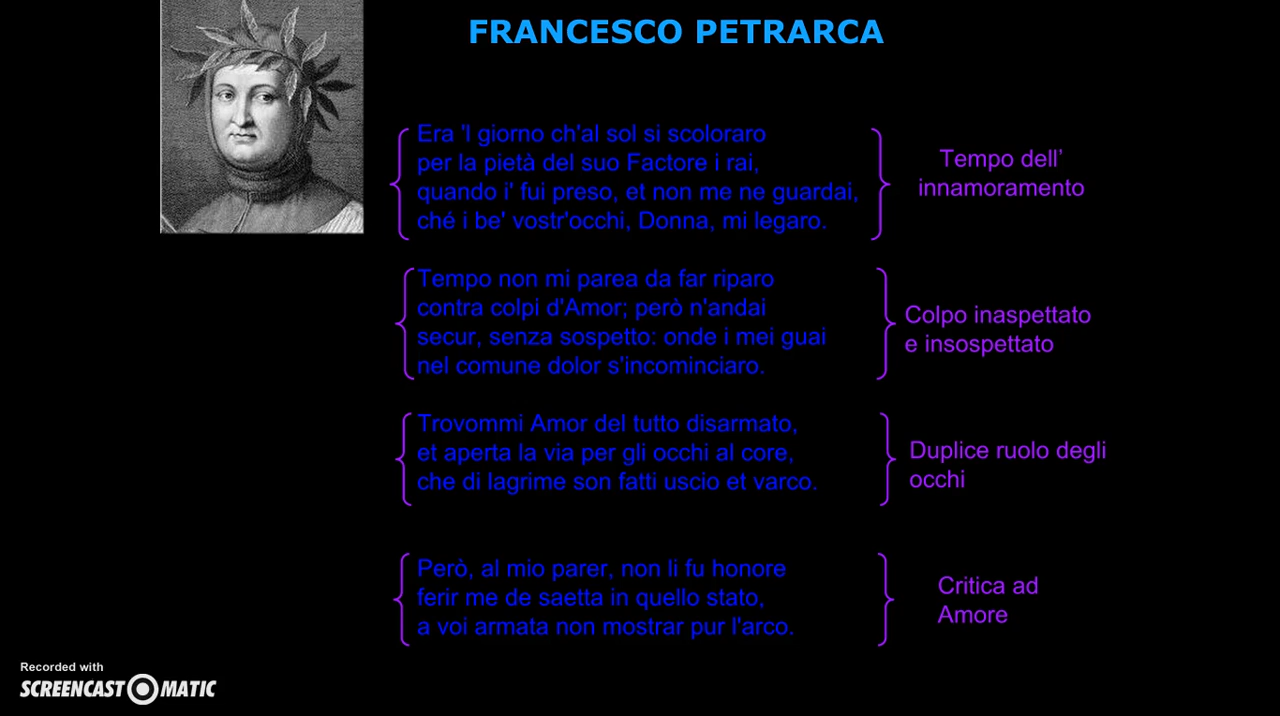 FRANCESCO PETRARCA
Era 'l giorno ch'al sol si scoloraro
per la pietà del suo Factore i rai,
quando i' fui preso, et non me ne guardai,
ché i be' vostr'occhi, Donna, mi legaro.
Tempo dell'
innamoramento
Tempo non mi parea da far riparo
contra colpi d'Amor; però n'andai
secur, senza sospetto: onde i mei guai
nel comune dolor s'incominciaro.
Colpo inaspettato
e insospettato
Trovommi Amor del tutto disarmato,
et aperta la via per gli occhi al core,
che di lagrime son fatti uscio et varco.
Duplice ruolo degli
occhi
Però, al mio parer, non li fu honore
ferir me de saetta in quello stato,
a voi armata non mostrar pur l'arco.
Critica ad
Amore
Recorded with
SCREENCAST-O-MATIC